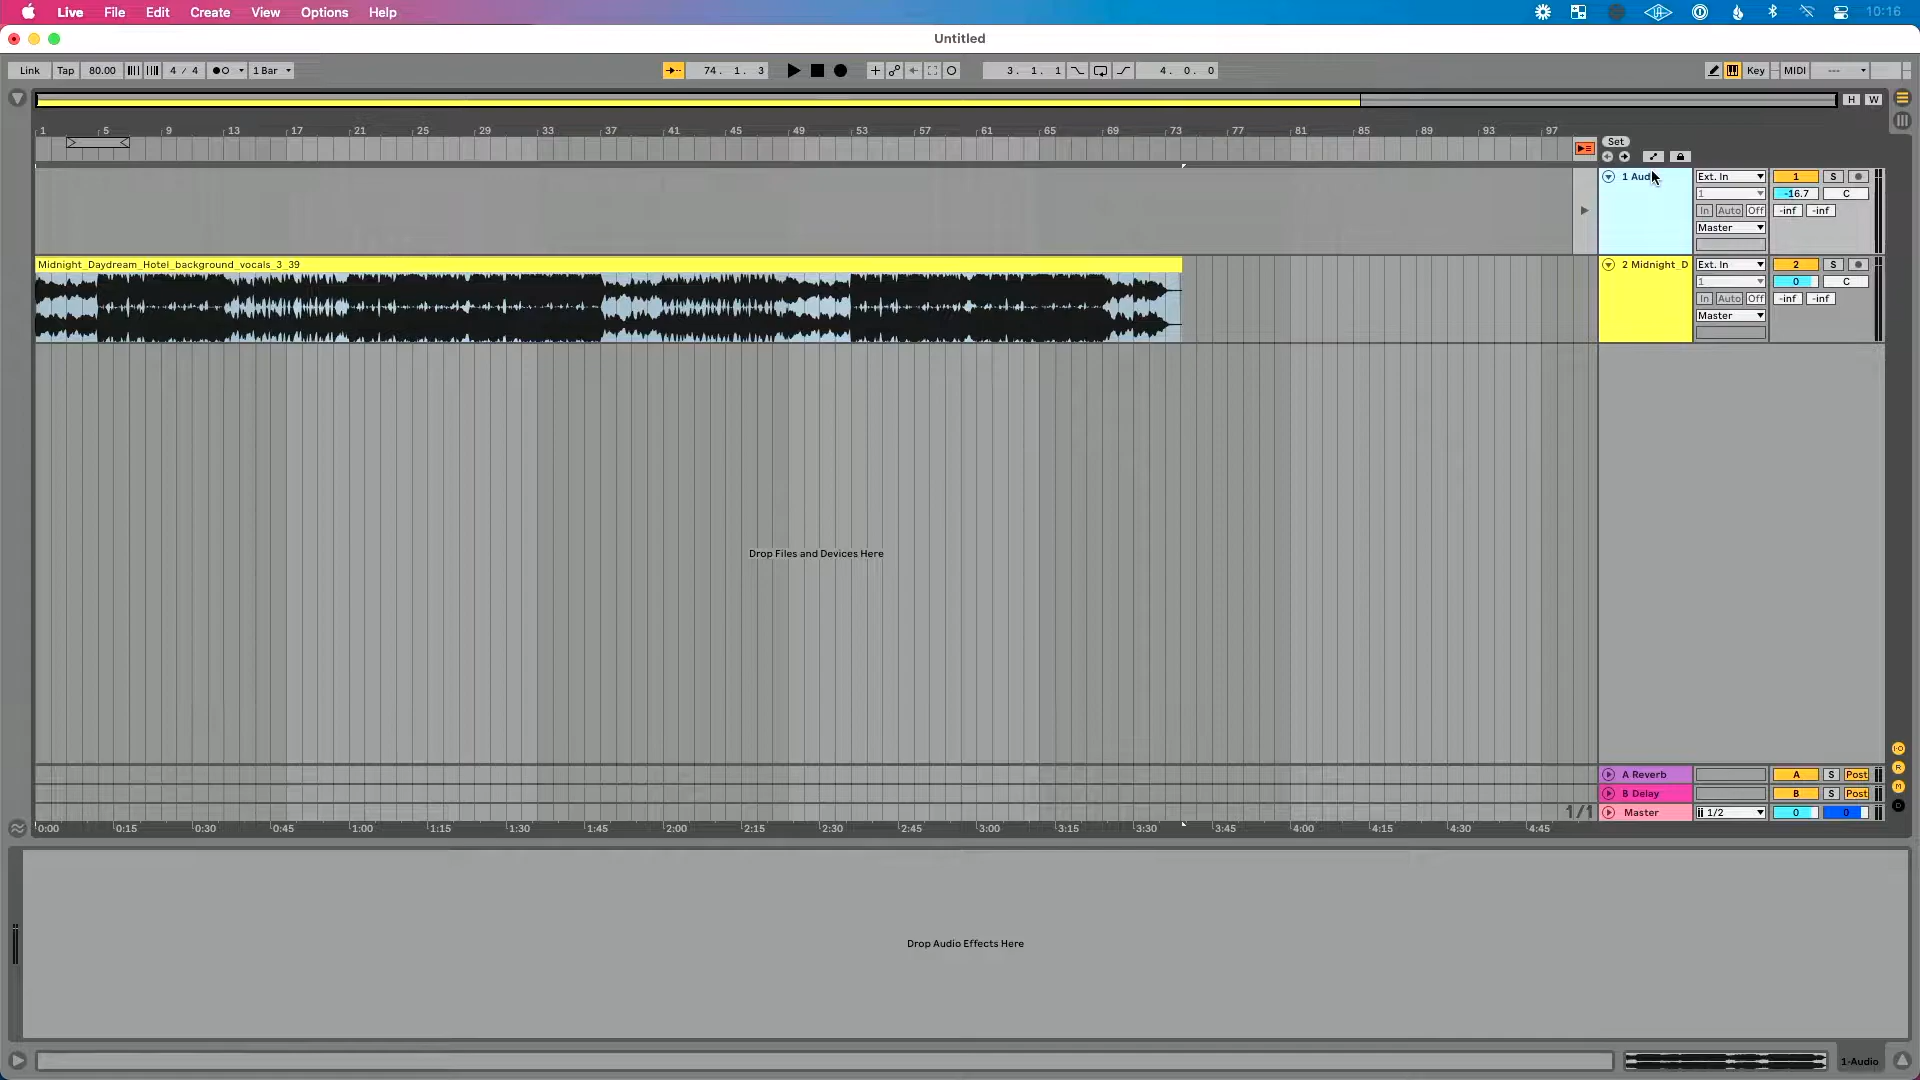 Live File Edit Create View Options Help 10:16
Untitled
Link Tap 80.00 4 / 4 1 Bar 74. 1. 3 3. 1. 1 4. 0. 0 Key MIDI ---
H W
1 5 9 13 17 21 25 29 33 37 41 45 49 53 57 61 65 69 73 77 81 85 89 93 97
Set
1 Aud Ext. In 1 S
1 -16.7 C
In Auto Off -inf -inf
Master
Midnight_Daydream_Hotel_background_vocals_3_39 2 Midnight_D Ext. In 2 S
1 0 C
In Auto Off -inf -inf
Master
Drop Files and Devices Here
I·O
R
M
D
A Reverb A S Post
B Delay B S Post
1/1 Master 1/2 0 0
0:00 0:15 0:30 0:45 1:00 1:15 1:30 1:45 2:00 2:15 2:30 2:45 3:00 3:15 3:30 3:45 4:00 4:15 4:30 4:45
Drop Audio Effects Here
1-Audio